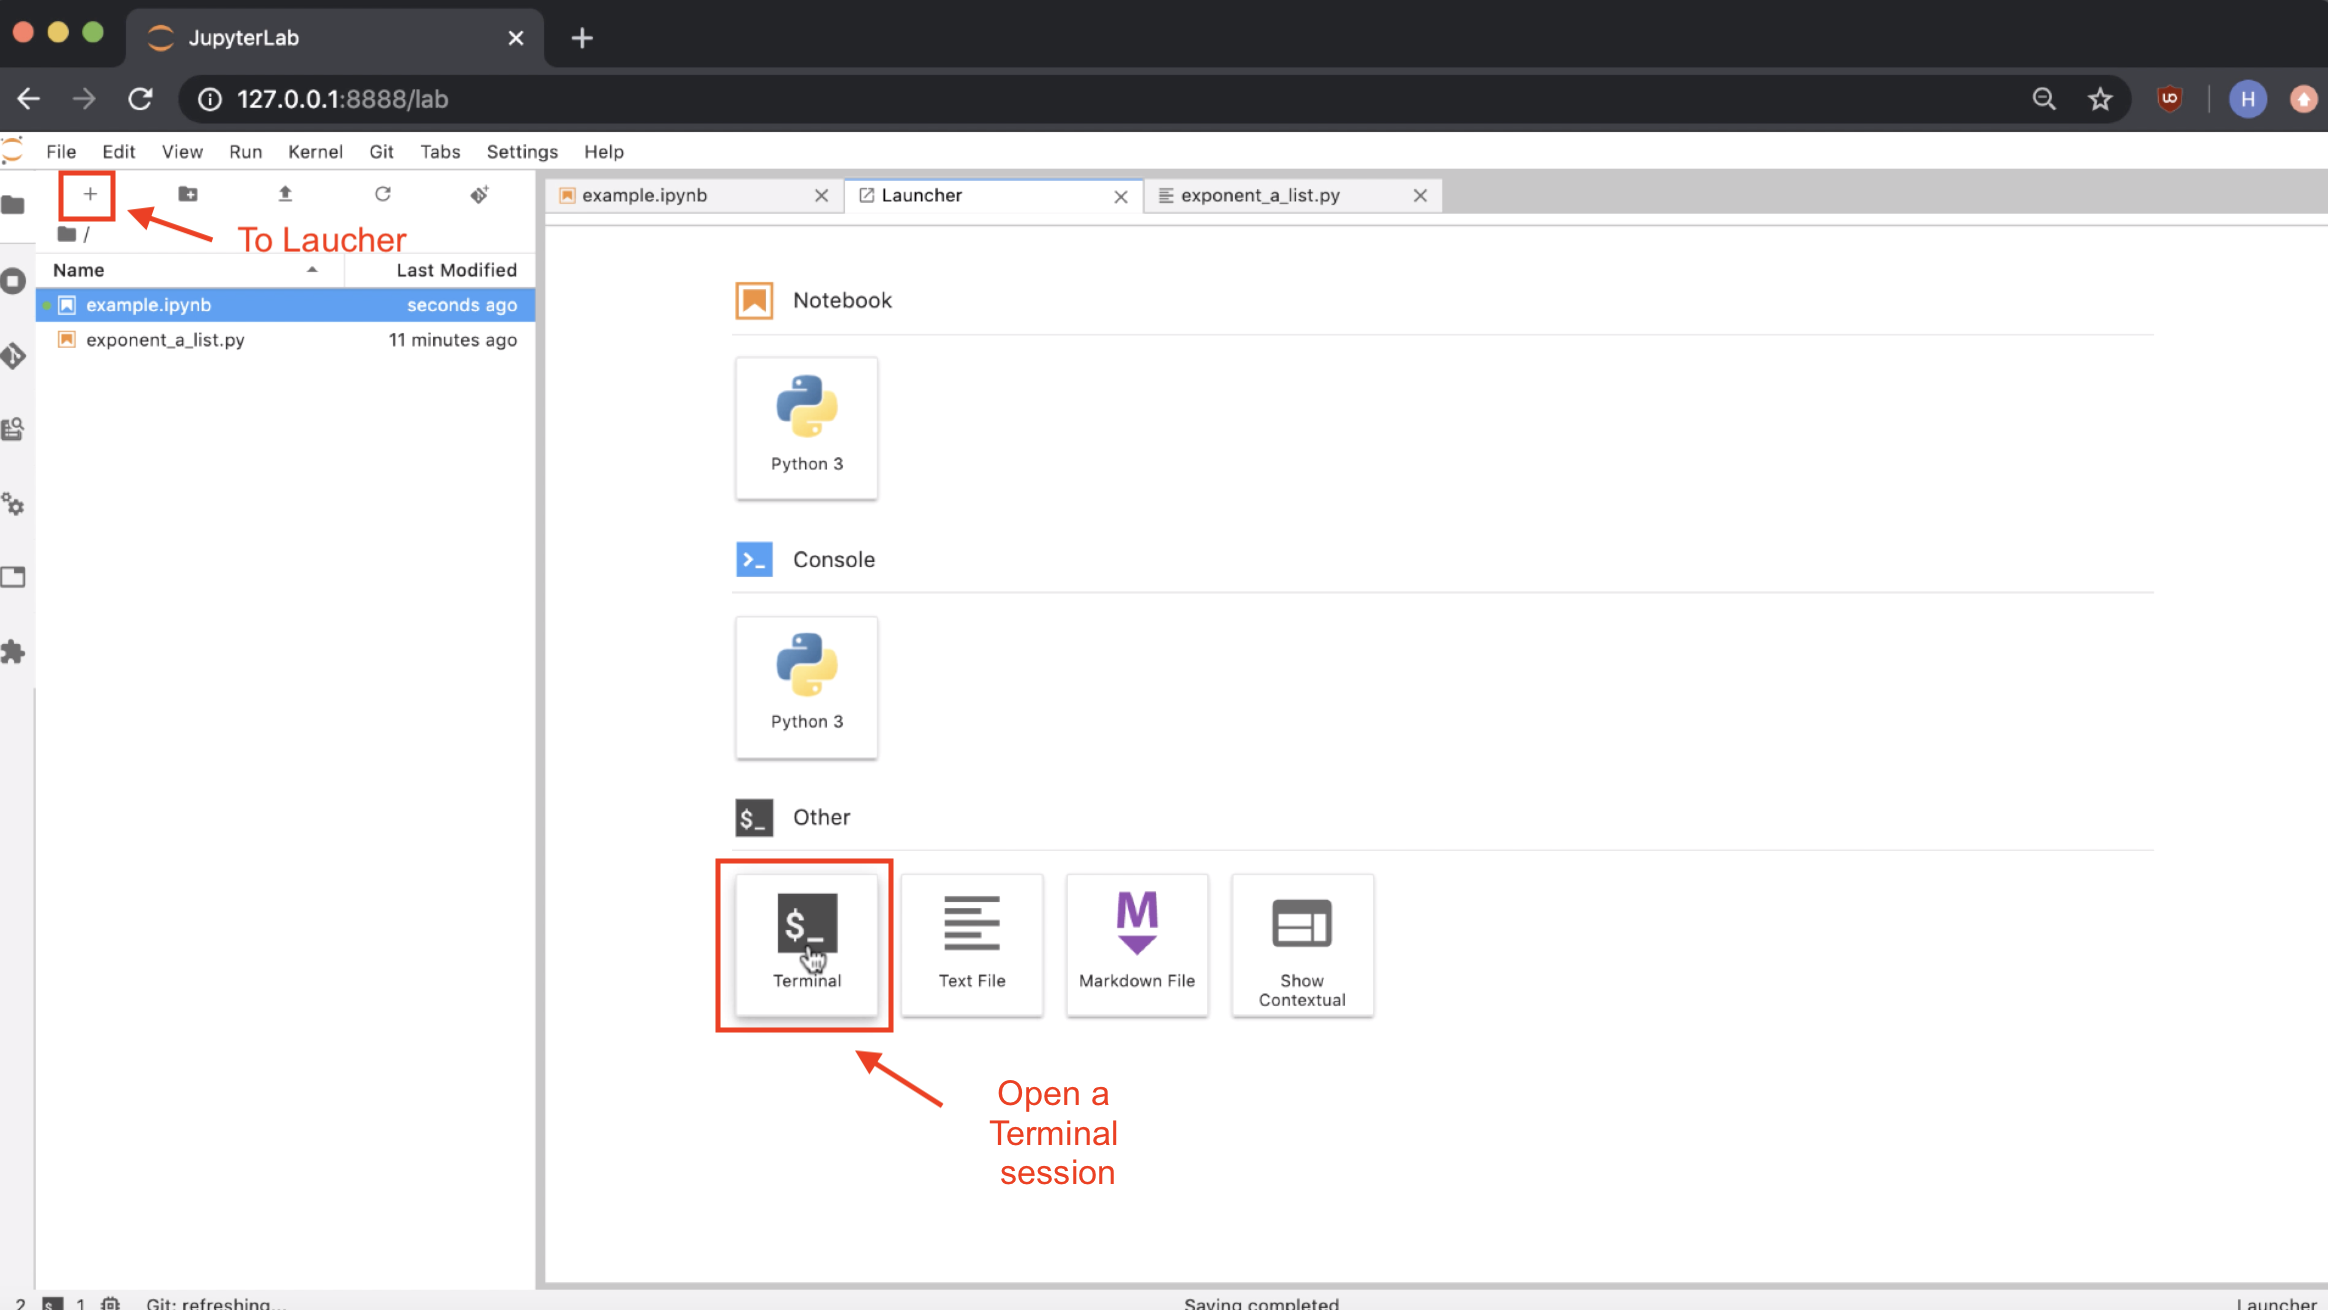 JupyterLab
127.0.0.1:8888/lab
H
File Edit View Run Kernel Git Tabs Settings Help
example.ipynb Launcher exponent_a_list.py
/
To Laucher
Name Last Modified
example.ipynb seconds ago
exponent_a_list.py 11 minutes ago
Notebook
Python 3
Console
Python 3
$_ Other
$_ M
Terminal Text File Markdown File Show
Contextual
Open a
Terminal
session
2 $_ 1 Git: refreshing... Saving completed Launcher